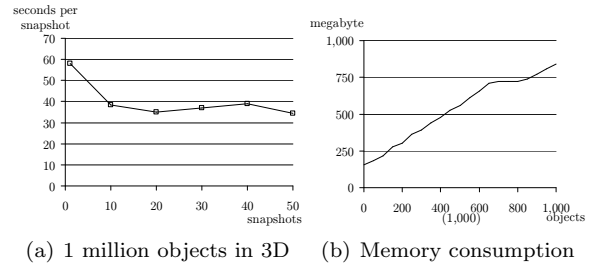 seconds per
snapshot
70
60
50
40
30
20
10
0
0 10 20 30 40 50
snapshots
megabyte
1,000
750
500
250
0
0 200 400 600 800 1,000
(1,000) objects
(a) 1 million objects in 3D
(b) Memory consumption